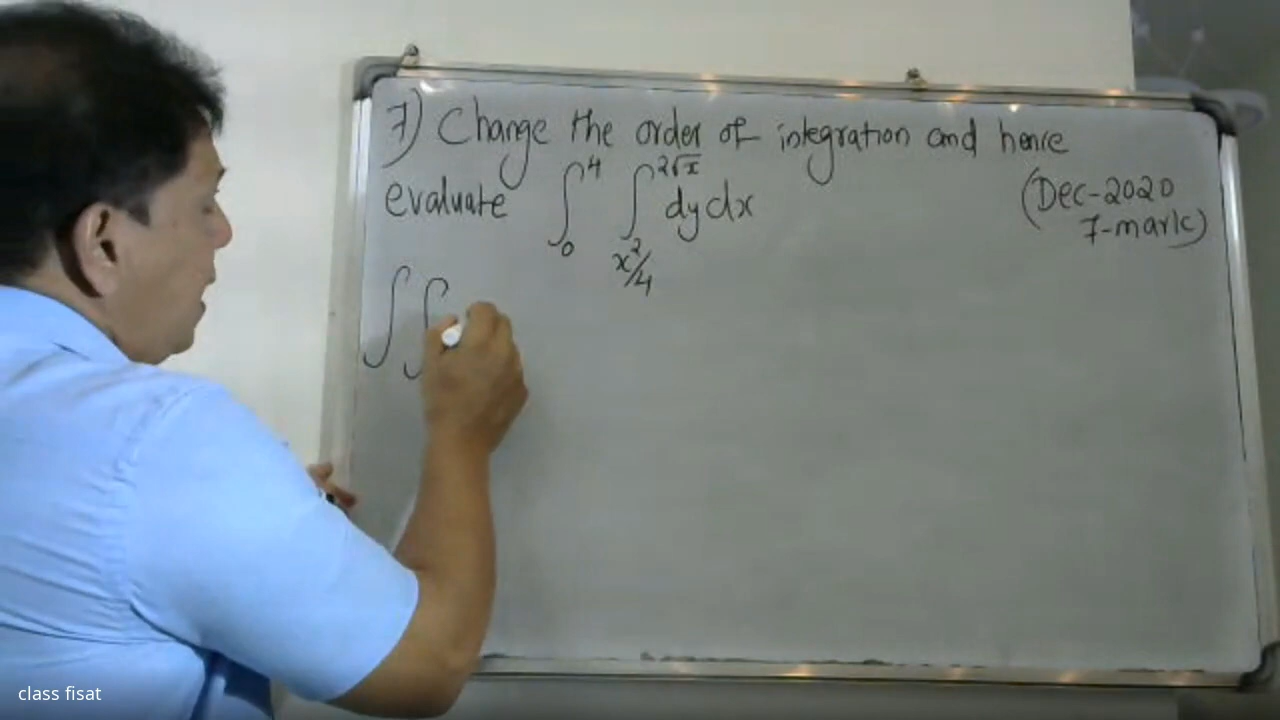 7) Change the order of integration and hence
evaluate ∫₀⁴ ∫_{x²/4}^{2√x} dy dx
(Dec-2020
7-mark)
∫ ∫
class fisat